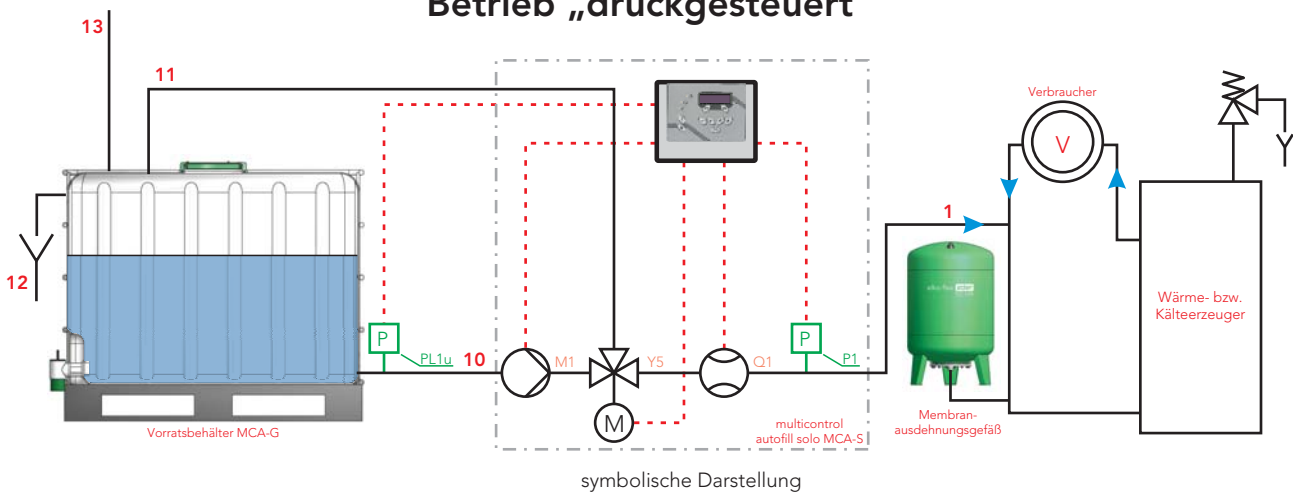 Betrieb „druckgesteuert
13
11
Verbraucher
V
1
12
P
PL1u
10
M1
Y5
Q1
P
P1
M
Wärme- bzw.
Kälteerzeuger
Vorratsbehälter MCA-G
multicontrol
autofill solo MCA-S
Membran-
ausdehnungsgefäß
symbolische Darstellung